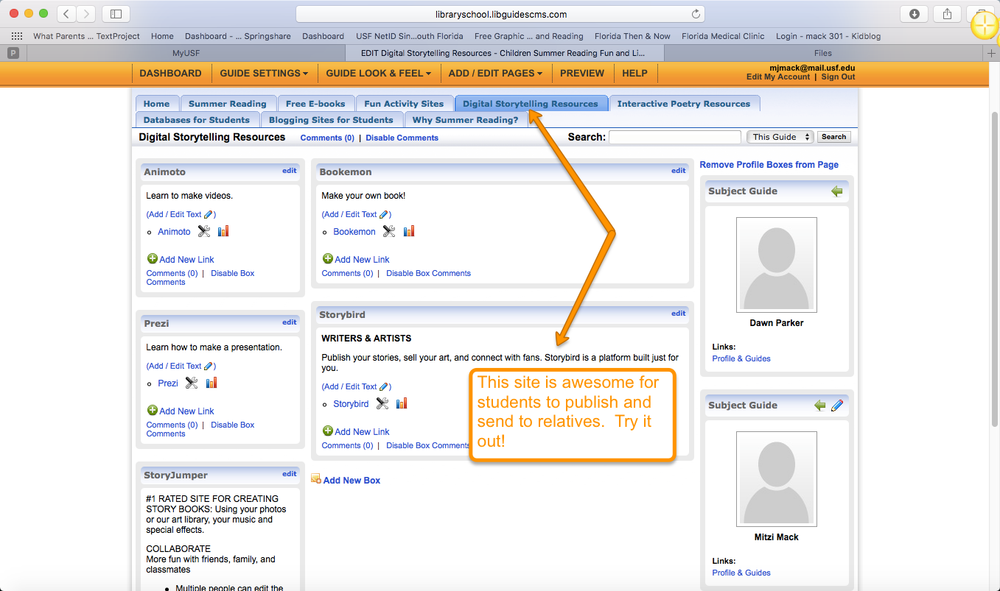 libraryschool.libguidescms.com
What Parents ... TextProject Home Dashboard - ... Springshare Dashboard USF NetID Sin...outh Florida Free Graphic ... and Reading Florida Then & Now Florida Medical Clinic Login - mack 301 - Kidblog
P MyUSF EDIT Digital Storytelling Resources - Children Summer Reading Fun and Li... Files
DASHBOARD GUIDE SETTINGS GUIDE LOOK & FEEL ADD / EDIT PAGES PREVIEW HELP
mjmack@mail.usf.edu
Edit My Account | Sign Out
Home Summer Reading Free E-books Fun Activity Sites Digital Storytelling Resources Interactive Poetry Resources
Databases for Students Blogging Sites for Students Why Summer Reading?
Digital Storytelling Resources Comments (0) | Disable Comments Search: This Guide Search
Animoto edit
Learn to make videos.
(Add / Edit Text )
Animoto
Add New Link
Comments (0) | Disable Box
Comments
Prezi edit
Learn how to make a presentation.
(Add / Edit Text )
Prezi
Add New Link
Comments (0) | Disable Box
Comments
StoryJumper edit
#1 RATED SITE FOR CREATING
STORY BOOKS: Using your photos
or our art library, your music and
special effects.
COLLABORATE
More fun with friends, family, and
classmates
Multiple people can edit the
Bookemon edit
Make your own book!
(Add / Edit Text )
Bookemon
Add New Link
Comments (0) | Disable Box Comments
Storybird edit
WRITERS & ARTISTS
Publish your stories, sell your art, and connect with fans. Storybird is a platform built just for
you.
(Add / Edit Text )
Storybird
Add New Link
Comments (0) | Disable Box Comments
This site is awesome for
students to publish and
send to relatives. Try it
out!
Add New Box
Remove Profile Boxes from Page
Subject Guide
Dawn Parker
Links:
Profile & Guides
Subject Guide
Mitzi Mack
Links:
Profile & Guides